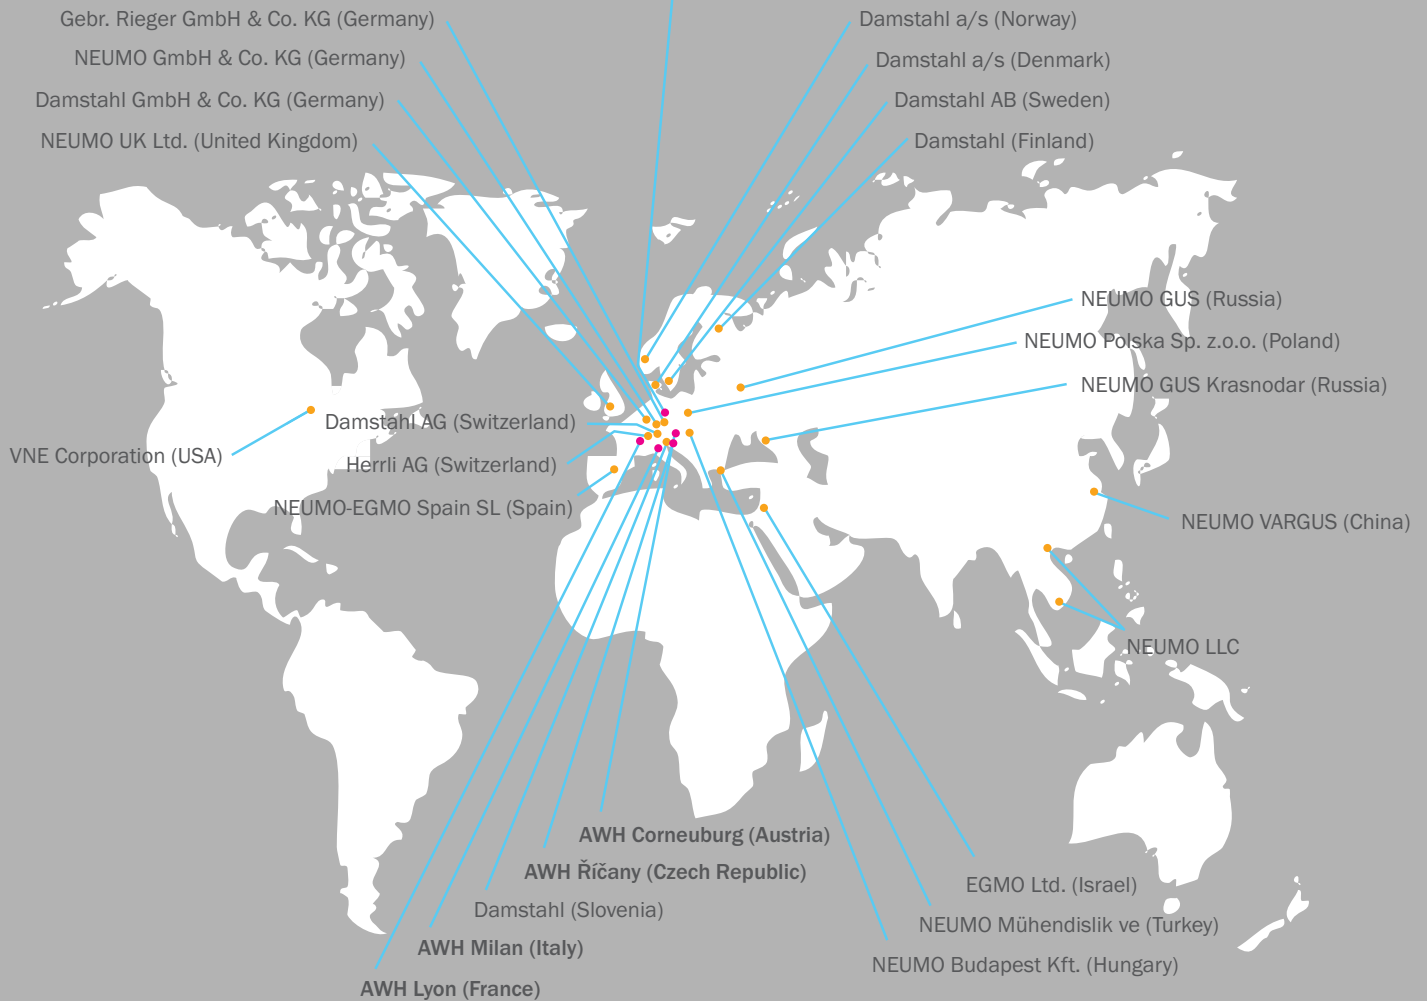 Gebr. Rieger GmbH & Co. KG (Germany)
NEUMO GmbH & Co. KG (Germany)
Damstahl GmbH & Co. KG (Germany)
NEUMO UK Ltd. (United Kingdom)
Damstahl a/s (Norway)
Damstahl a/s (Denmark)
Damstahl AB (Sweden)
Damstahl (Finland)
NEUMO GUS (Russia)
NEUMO Polska Sp. z.o.o. (Poland)
NEUMO GUS Krasnodar (Russia)
Damstahl AG (Switzerland)
VNE Corporation (USA)
Herrli AG (Switzerland)
NEUMO-EGMO Spain SL (Spain)
NEUMO VARGUS (China)
NEUMO LLC
AWH Corneuburg (Austria)
AWH Říčany (Czech Republic)
Damstahl (Slovenia)
AWH Milan (Italy)
AWH Lyon (France)
EGMO Ltd. (Israel)
NEUMO Mühendislik ve (Turkey)
NEUMO Budapest Kft. (Hungary)